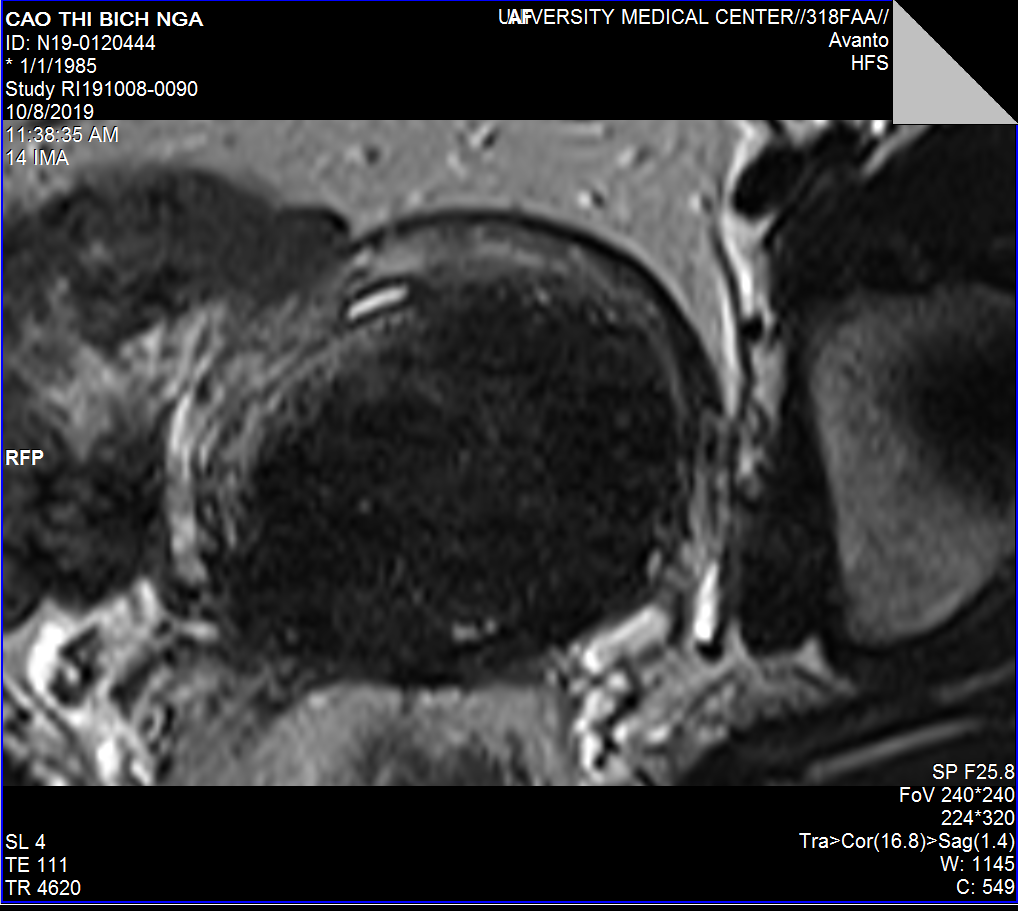 CAO THI BICH NGA
ID: N19-0120444
* 1/1/1985
Study RI191008-0090
10/8/2019
11:38:35 AM
14 IMA
MEDICAL CENTER//318FAA//
Avanto
HFS
RFP
SL 4
TE 111
TR 4620
SP F25.8
FoV 240*240
224*320
Tra>Cor(16.8)>Sag(1.4)
W: 1145
C: 549